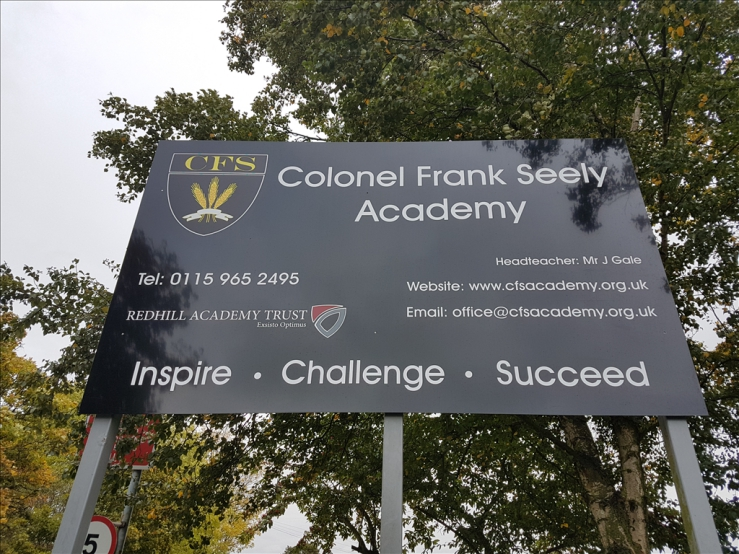 CFS
Colonel Frank Seely
Academy
Headteacher: Mr J Gale
Tel: 0115 965 2495
Website: www.cfsacademy.org.uk
REDHILL ACADEMY TRUST
Exaisto Optimus
Email: office@cfsacademy.org.uk
Inspire • Challenge • Succeed
5